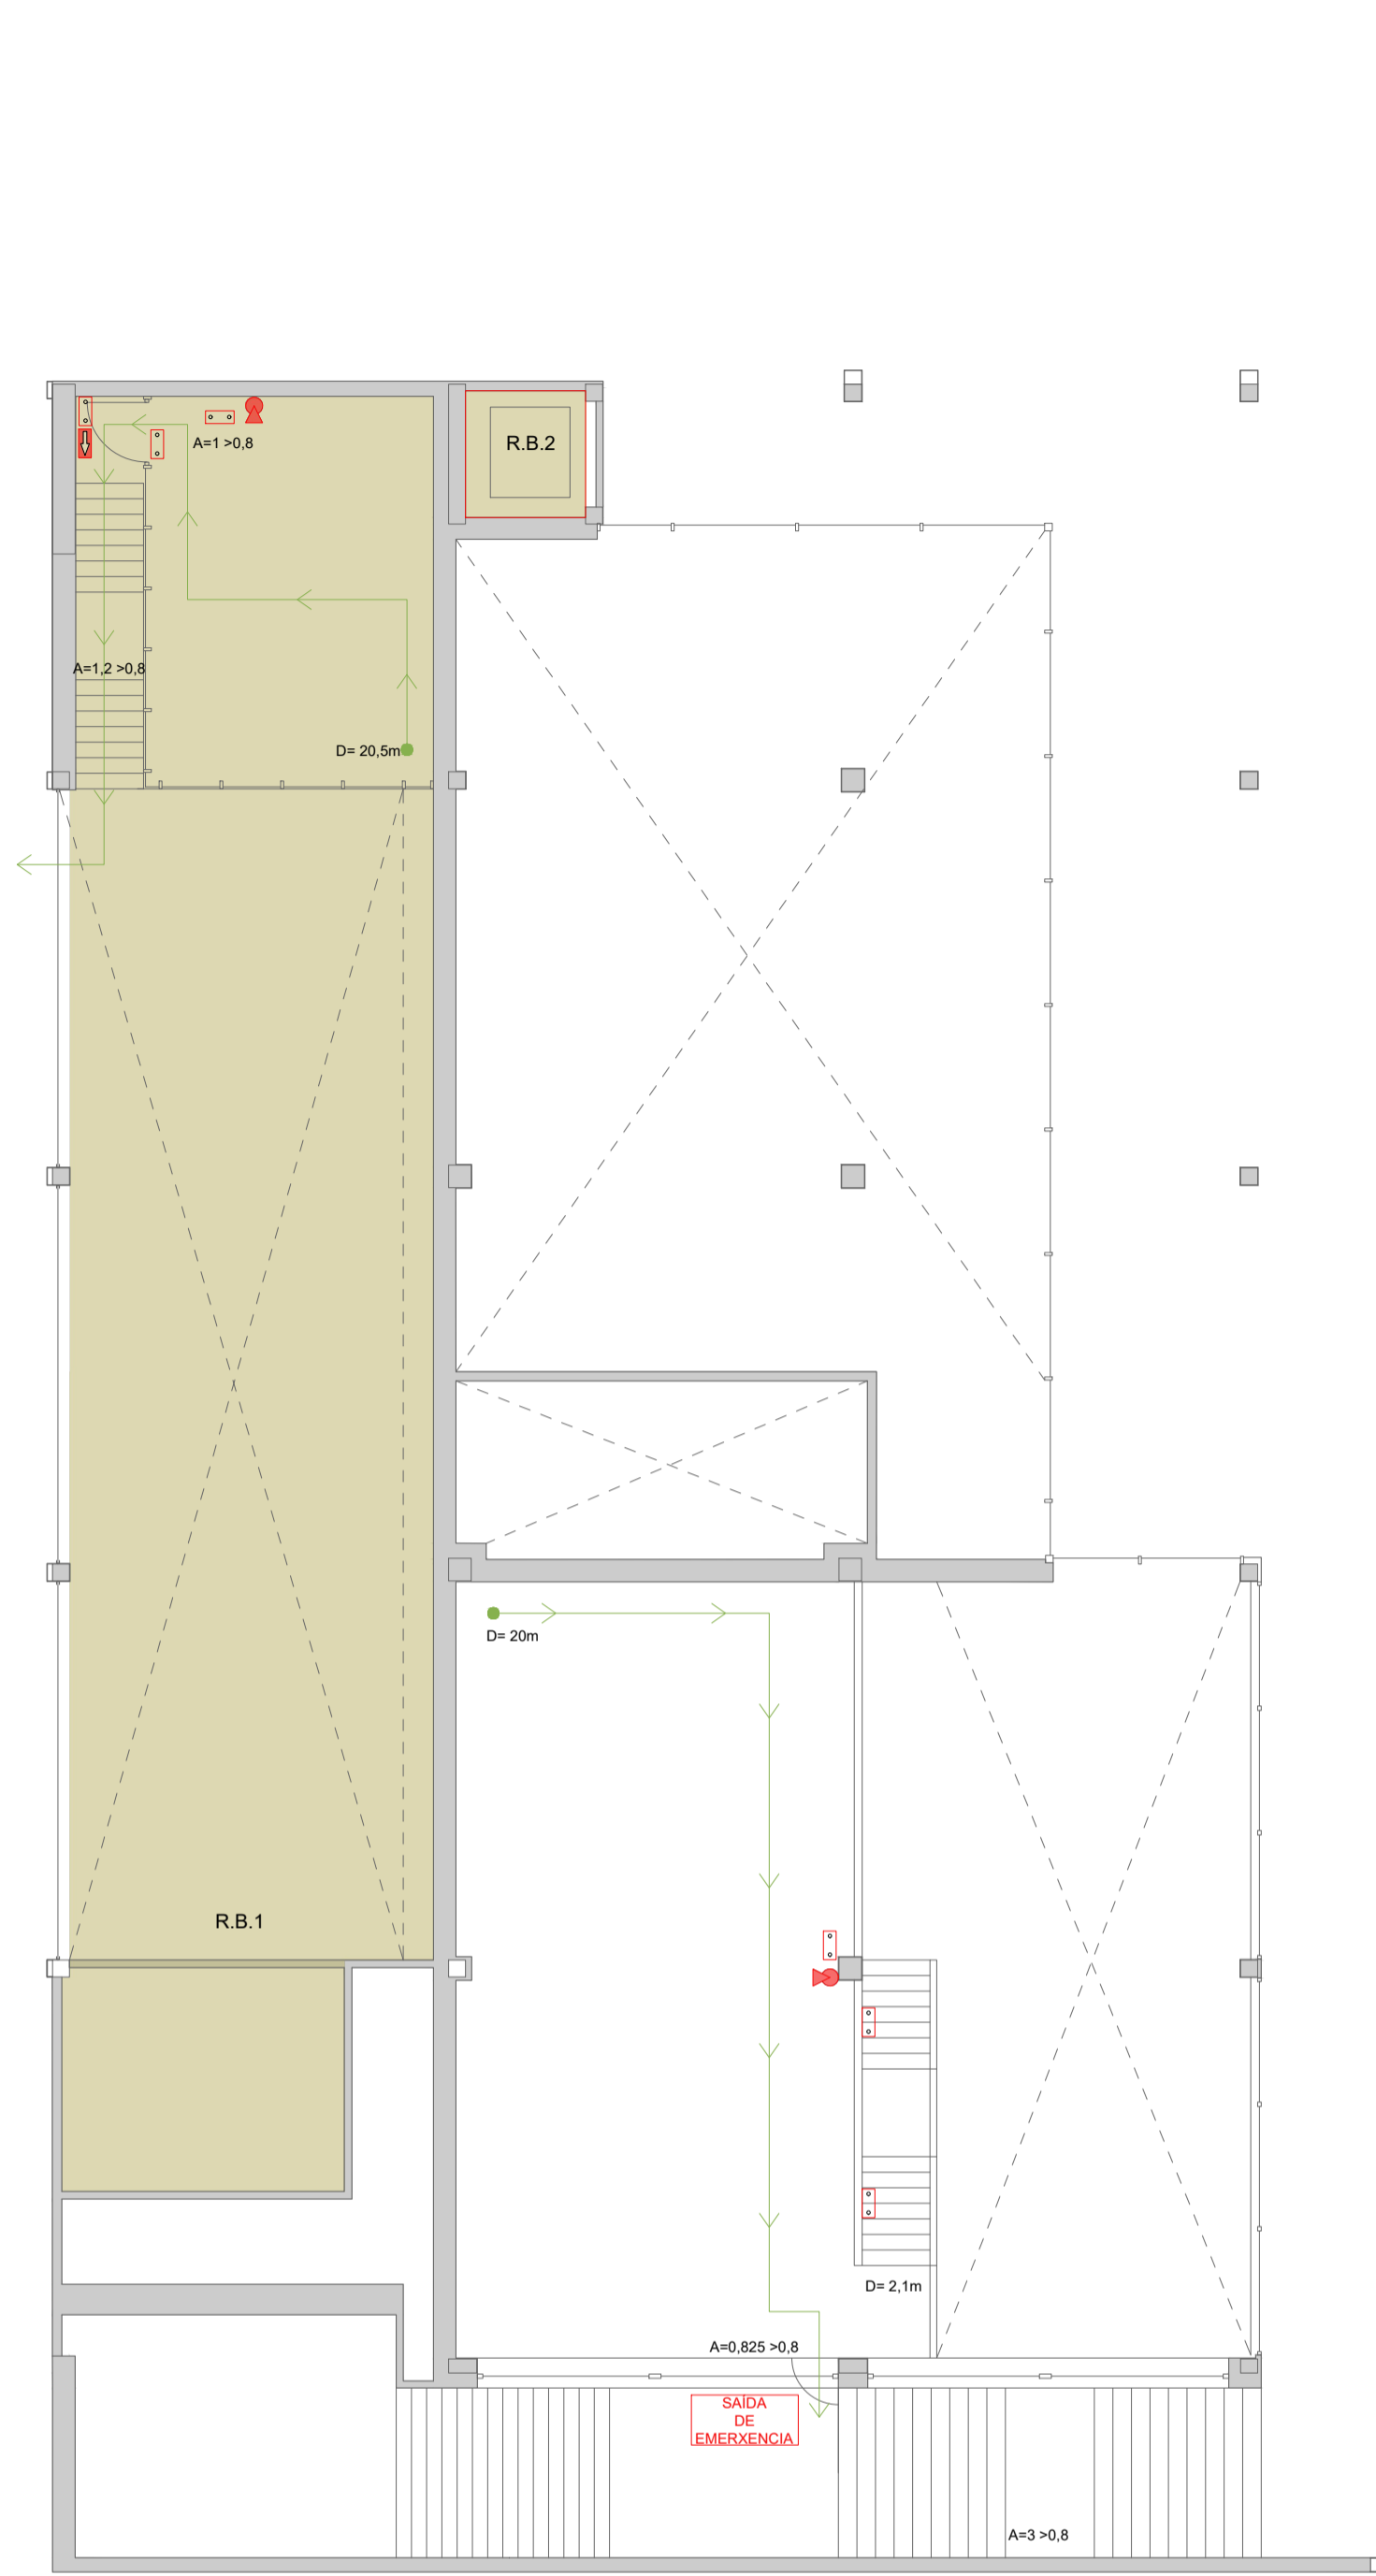 A=1 >0,8
R.B.2
A=1,2 >0,8
D= 20,5m
D= 20m
R.B.1
D= 2,1m
A=0,825 >0,8
SAÍDA
DE
EMERXENCIA
A=3 >0,8